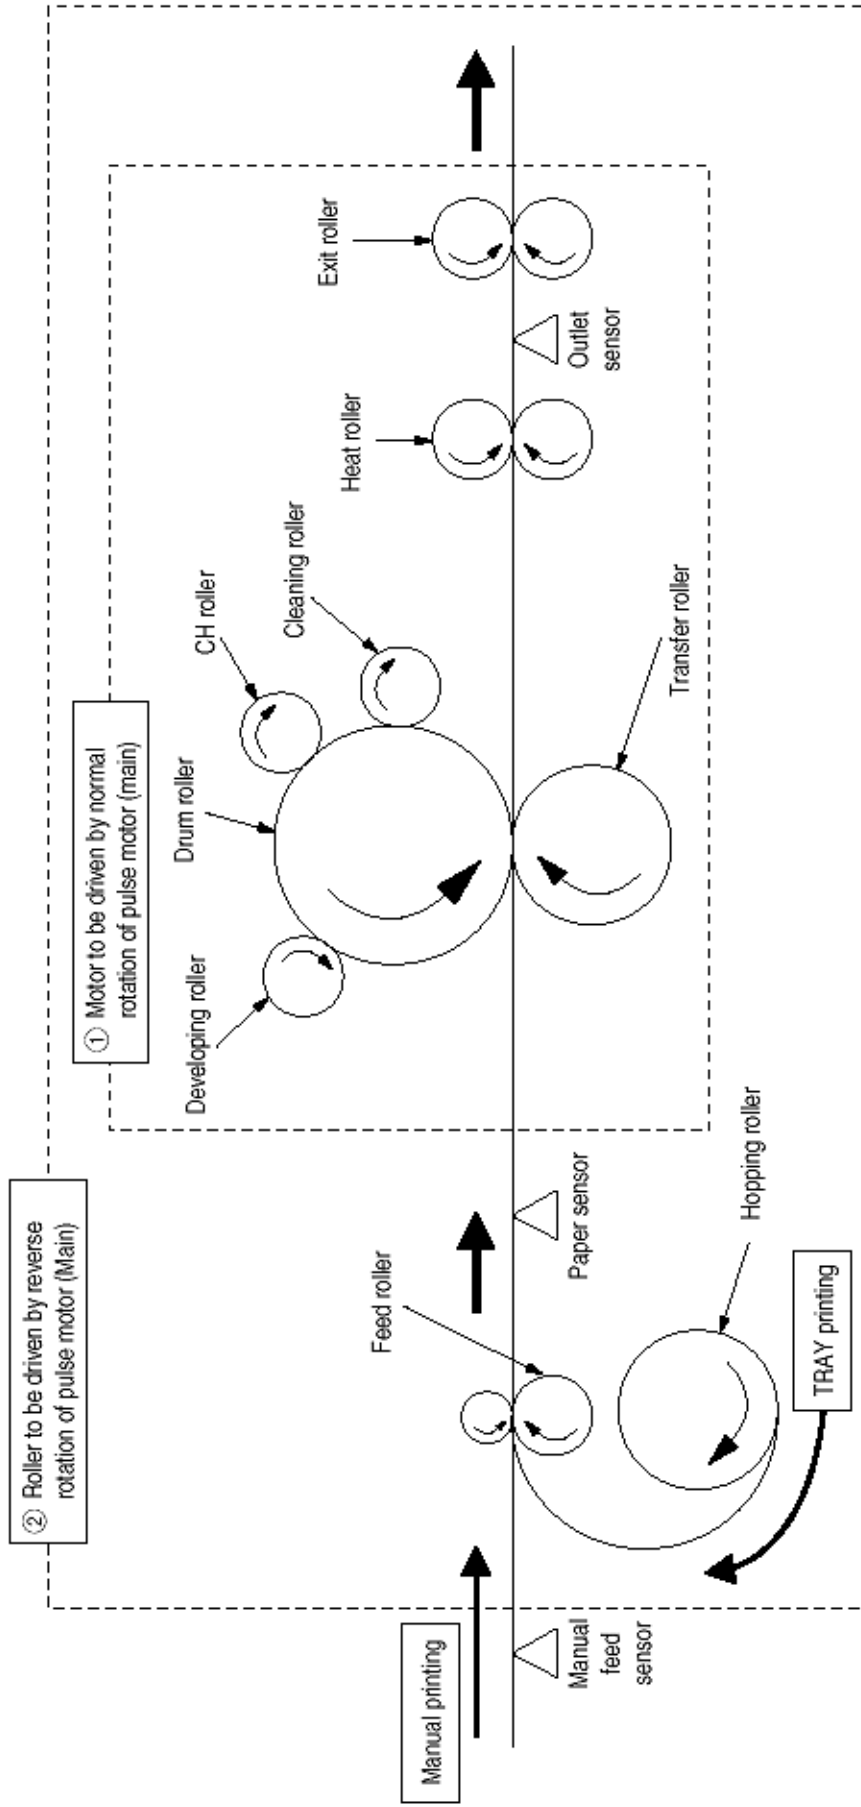 ② Roller to be driven by reverse
rotation of pulse motor (Main)
① Motor to be driven by normal
rotation of pulse motor (main)
Manual printing
Manual
feed
sensor
TRAY printing
Feed roller
Hopping roller
Paper sensor
Developing roller
Drum roller
CH roller
Cleaning roller
Transfer roller
Heat roller
Outlet
sensor
Exit roller